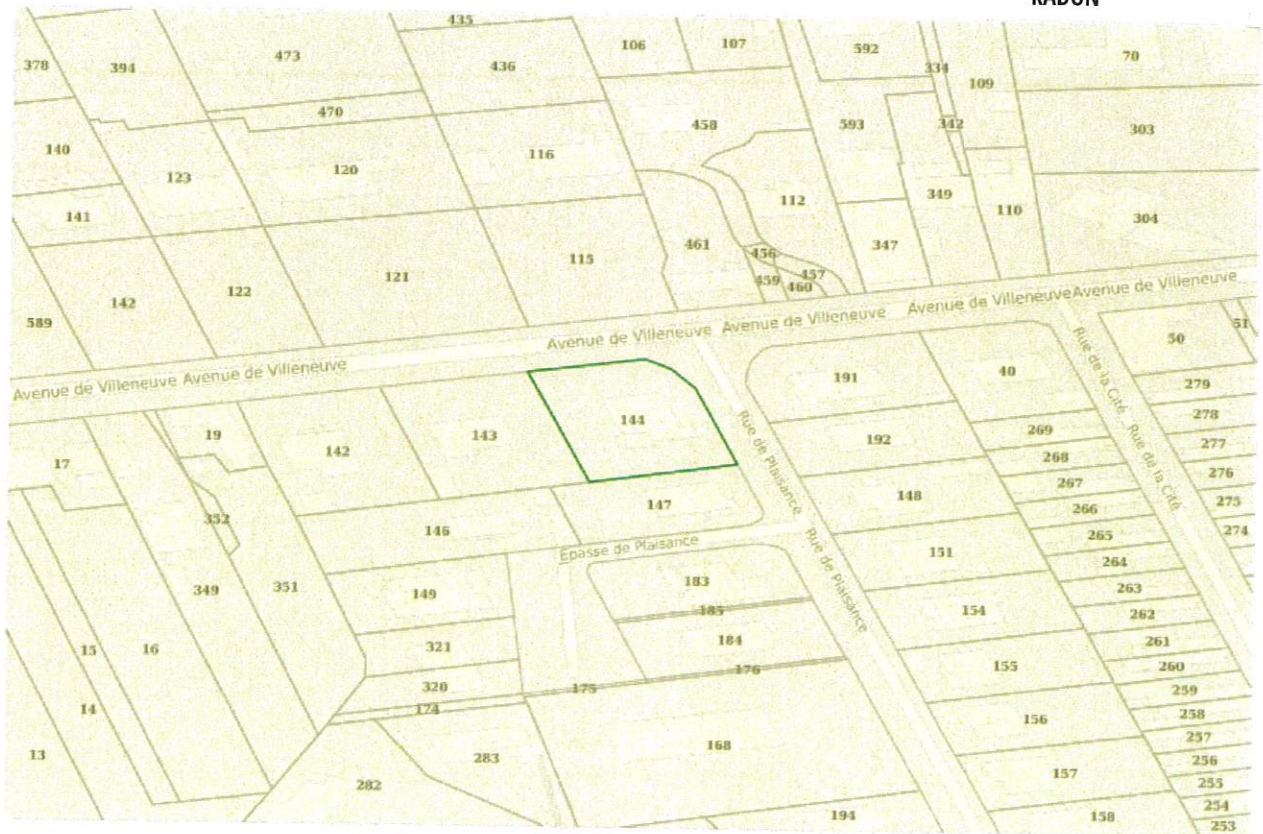 RADON
435
378 394 473 436 106 107 592 334 109 70
470 458 593 342 303
140 123 120 116
141 112 349 110 304
461 347
142 122 121 115 456 457
459 460
589
Avenue de Villeneuve Avenue de Villeneuve Avenue de Villeneuve Avenue de Villeneuve Avenue de Villeneuve Avenue de Villeneuve
50 51
191 40 279
Rue de la Cité Rue de la Cité
19 142 143 144 192 269 278
17 268 277
Rue de Plaisance
352 146 147 148 267 276
266 275
Epasse de Plaisance
265 274
349 351 149 183 151 264
Rue de Plaisance
185 263
15 16 321 184 154 262
261
320 175 176 155 260
14 174 259
156 258
13 283 168 257
282 157 256
255
194 158 254
253